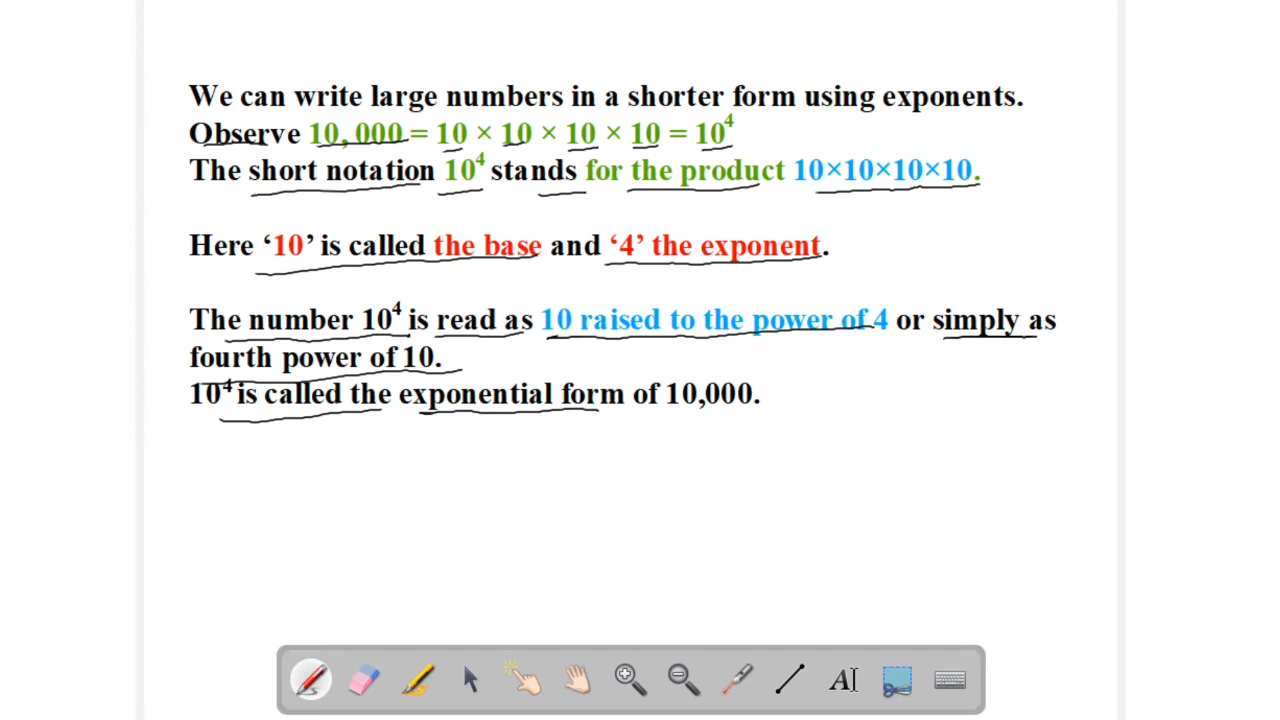 We can write large numbers in a shorter form using exponents.
Observe 10, 000 = 10 × 10 × 10 × 10 = 10⁴
The short notation 10⁴ stands for the product 10×10×10×10.
Here ‘10’ is called the base and ‘4’ the exponent.
The number 10⁴ is read as 10 raised to the power of 4 or simply as
fourth power of 10.
10⁴ is called the exponential form of 10,000.
AI